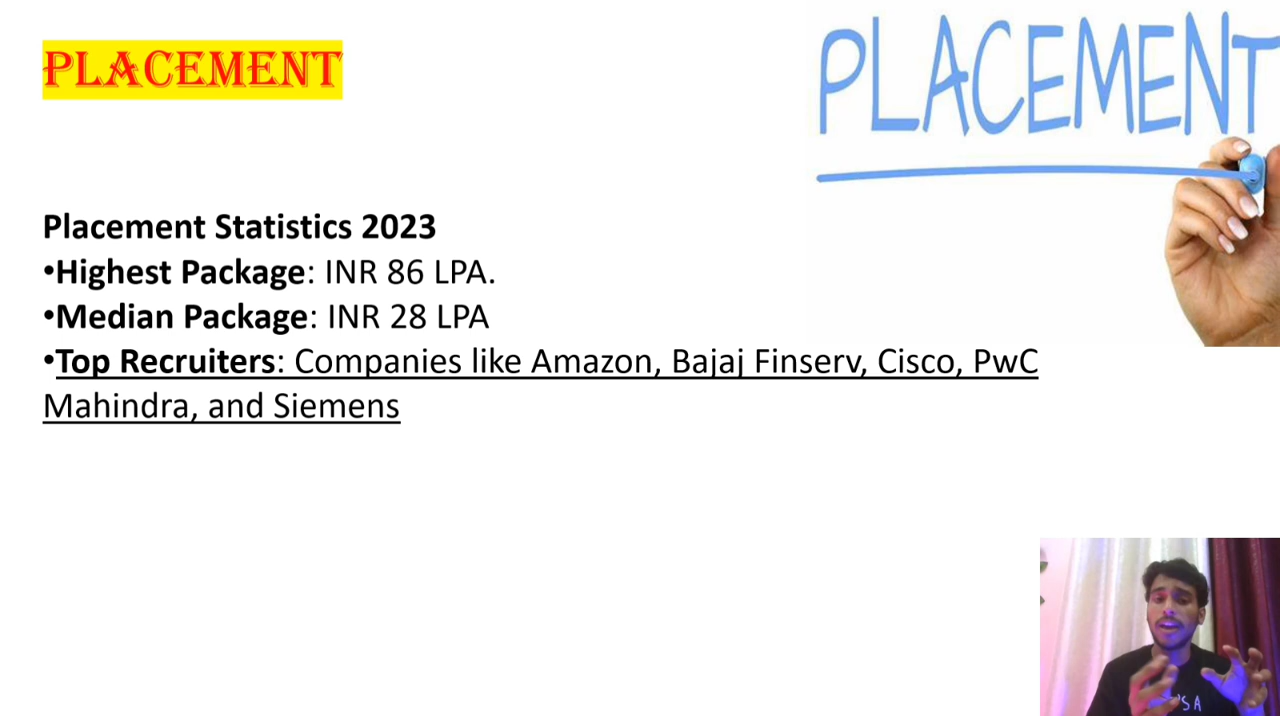 PLACEMENT
PLACEMENT
Placement Statistics 2023
•Highest Package: INR 86 LPA.
•Median Package: INR 28 LPA
•Top Recruiters: Companies like Amazon, Bajaj Finserv, Cisco, PwC
Mahindra, and Siemens